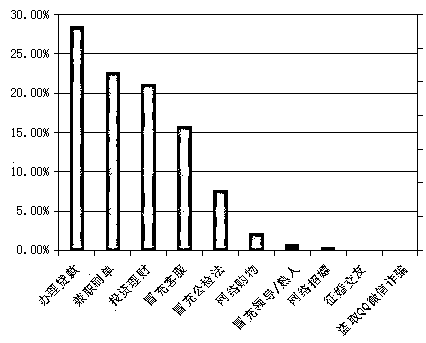 30.00%
25.00%
20.00%
15.00%
10.00%
5.00%
0.00%
办理贷款
兼职刷单
投资理财
冒充客服
冒充公检法
网络购物
冒充领导/熟人
网络招嫖
征婚交友
盗取QQ微信诈骗